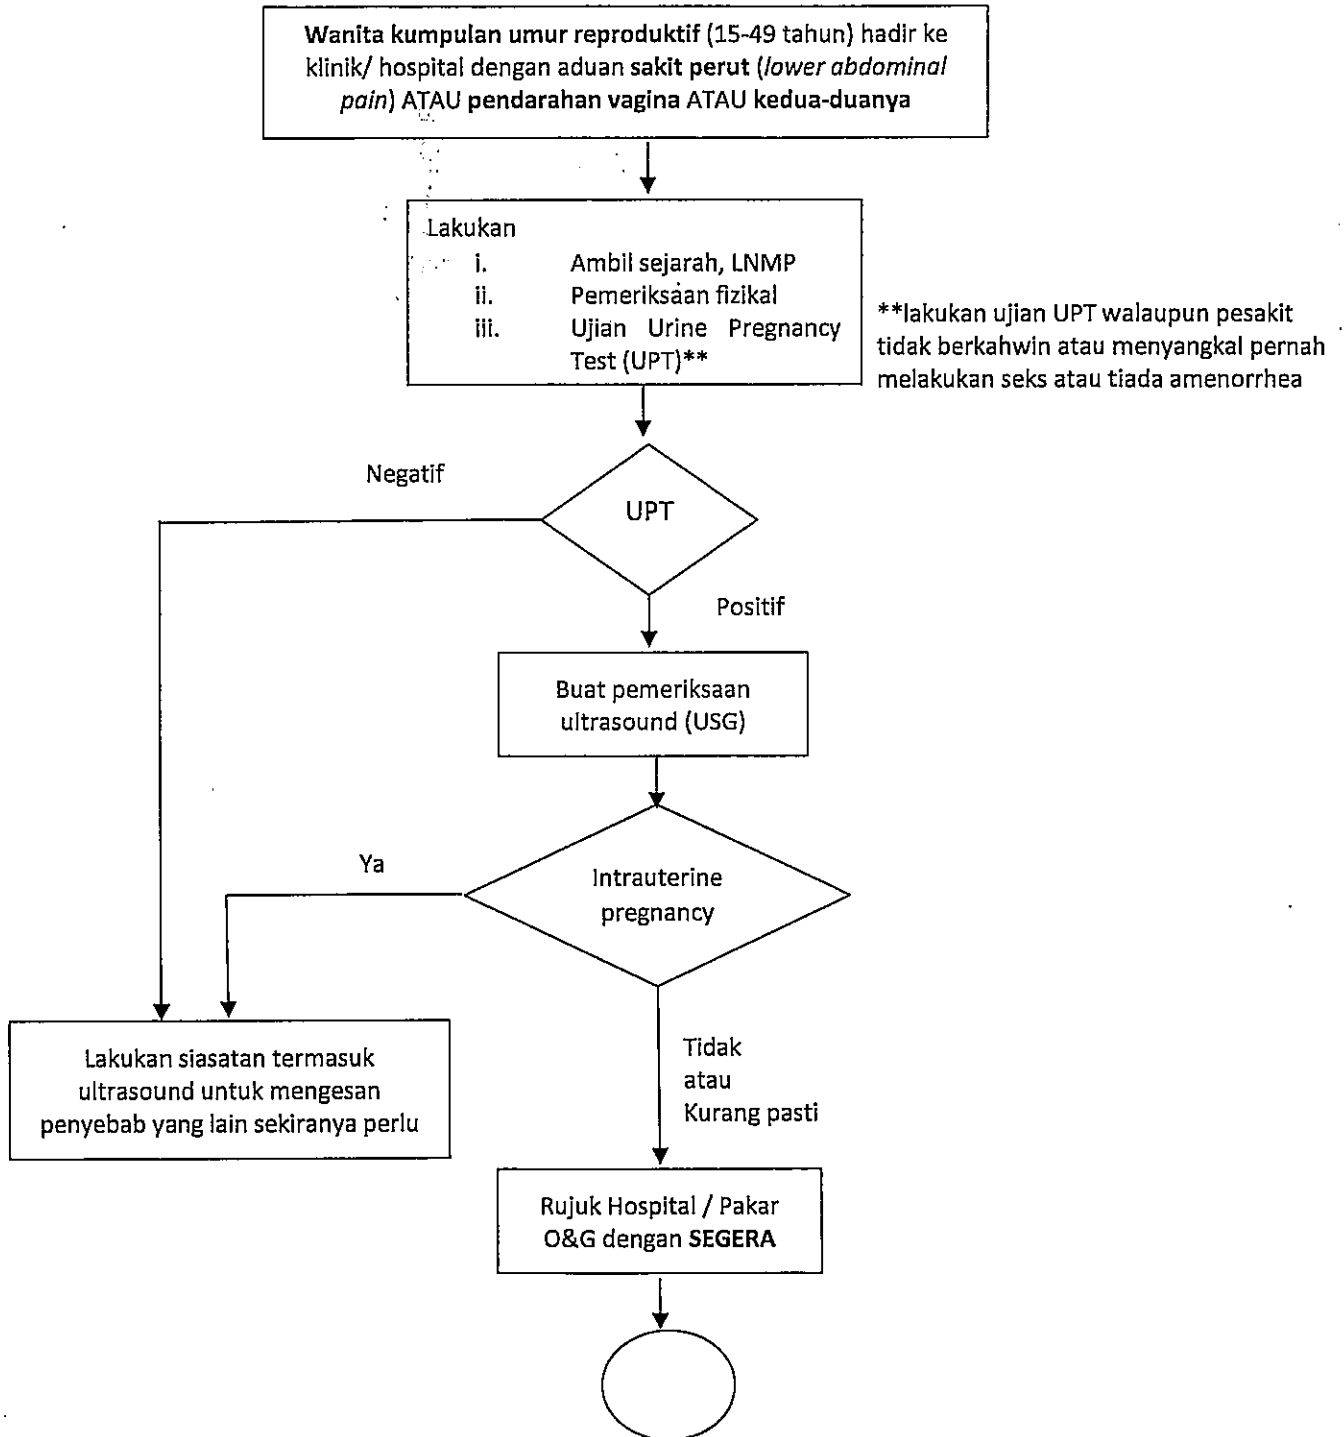 Wanita kumpulan umur reproduktif (15-49 tahun) hadir ke
klinik/ hospital dengan aduan sakit perut (lower abdominal
pain) ATAU pendarahan vagina ATAU kedua-duanya
Lakukan
i. Ambil sejarah, LNMP
ii. Pemeriksaan fizikal
iii. Ujian Urine Pregnancy
Test (UPT)**
**lakukan ujian UPT walaupun pesakit
tidak berkahwin atau menyangkal pernah
melakukan seks atau tiada amenorrhea
Negatif
UPT
Positif
Buat pemeriksaan
ultrasound (USG)
Ya
Intrauterine
pregnancy
Lakukan siasatan termasuk
ultrasound untuk mengesan
penyebab yang lain sekiranya perlu
Tidak
atau
Kurang pasti
Rujuk Hospital / Pakar
O&G dengan SEGERA